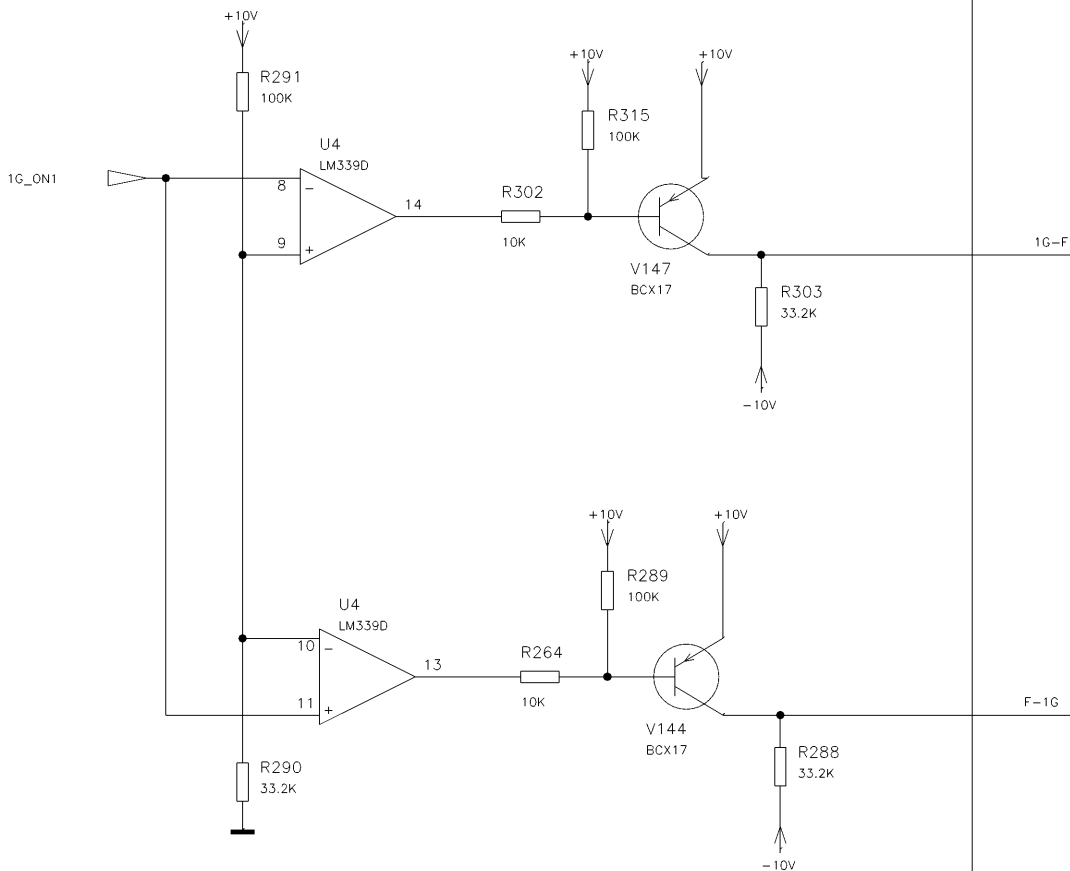 +10V
R291
100K
U4
LM339D
1G_ON1
8
-
9
+
14
R302
10K
+10V
R315
100K
+10V
V147
BCX17
1G-F
R303
33.2K
-10V
U4
LM339D
10
-
11
+
13
R264
10K
+10V
R289
100K
+10V
V144
BCX17
F-1G
R288
33.2K
-10V
R290
33.2K